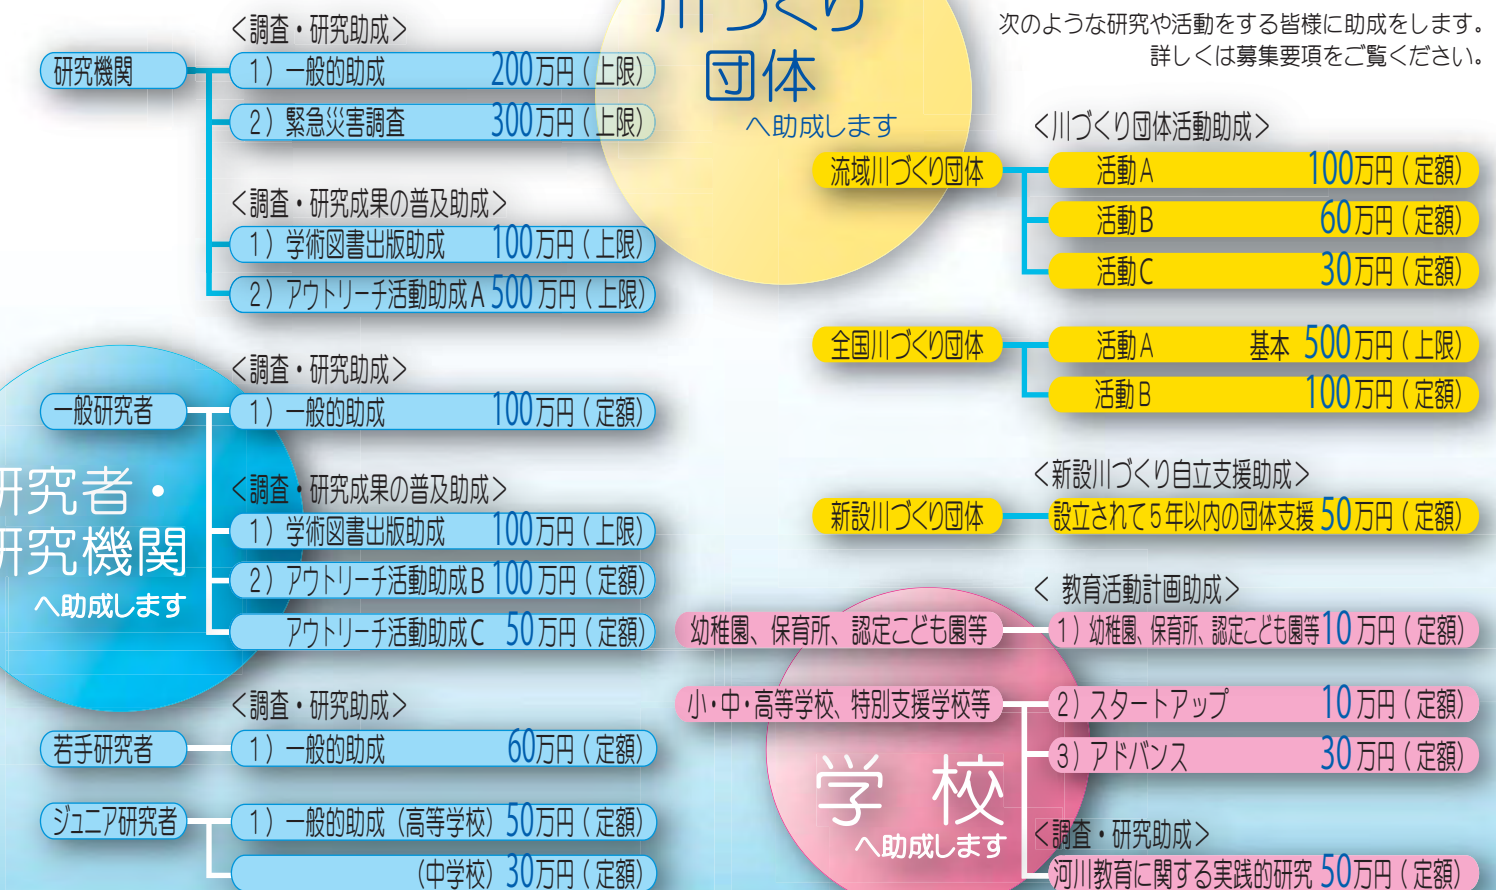 <調査・研究助成>
研究機関
1）一般的助成 200万円（上限）
2）緊急災害調査 300万円（上限）
<調査・研究成果の普及助成>
1）学術図書出版助成 100万円（上限）
2）アウトリーチ活動助成A 500万円（上限）
<調査・研究助成>
一般研究者
1）一般的助成 100万円（定額）
<調査・研究成果の普及助成>
1）学術図書出版助成 100万円（上限）
2）アウトリーチ活動助成B 100万円（定額）
アウトリーチ活動助成C 50万円（定額）
研究者・
研究機関
へ助成します
<調査・研究助成>
若手研究者
1）一般的助成 60万円（定額）
ジュニア研究者
1）一般的助成（高等学校）50万円（定額）
（中学校）30万円（定額）
川づくり
団体
へ助成します
次のような研究や活動をする皆様に助成をします。
詳しくは募集要項をご覧ください。
<川づくり団体活動助成>
流域川づくり団体
活動A 100万円（定額）
活動B 60万円（定額）
活動C 30万円（定額）
全国川づくり団体
活動A 基本 500万円（上限）
活動B 100万円（定額）
<新設川づくり自立支援助成>
新設川づくり団体
設立されて5年以内の団体支援 50万円（定額）
< 教育活動計画助成>
幼稚園、保育所、認定こども園等
1）幼稚園、保育所、認定こども園等10万円（定額）
小・中・高等学校、特別支援学校等
2）スタートアップ 10万円（定額）
3）アドバンス 30万円（定額）
学 校
へ助成します
<調査・研究助成>
河川教育に関する実践的研究 50万円（定額）